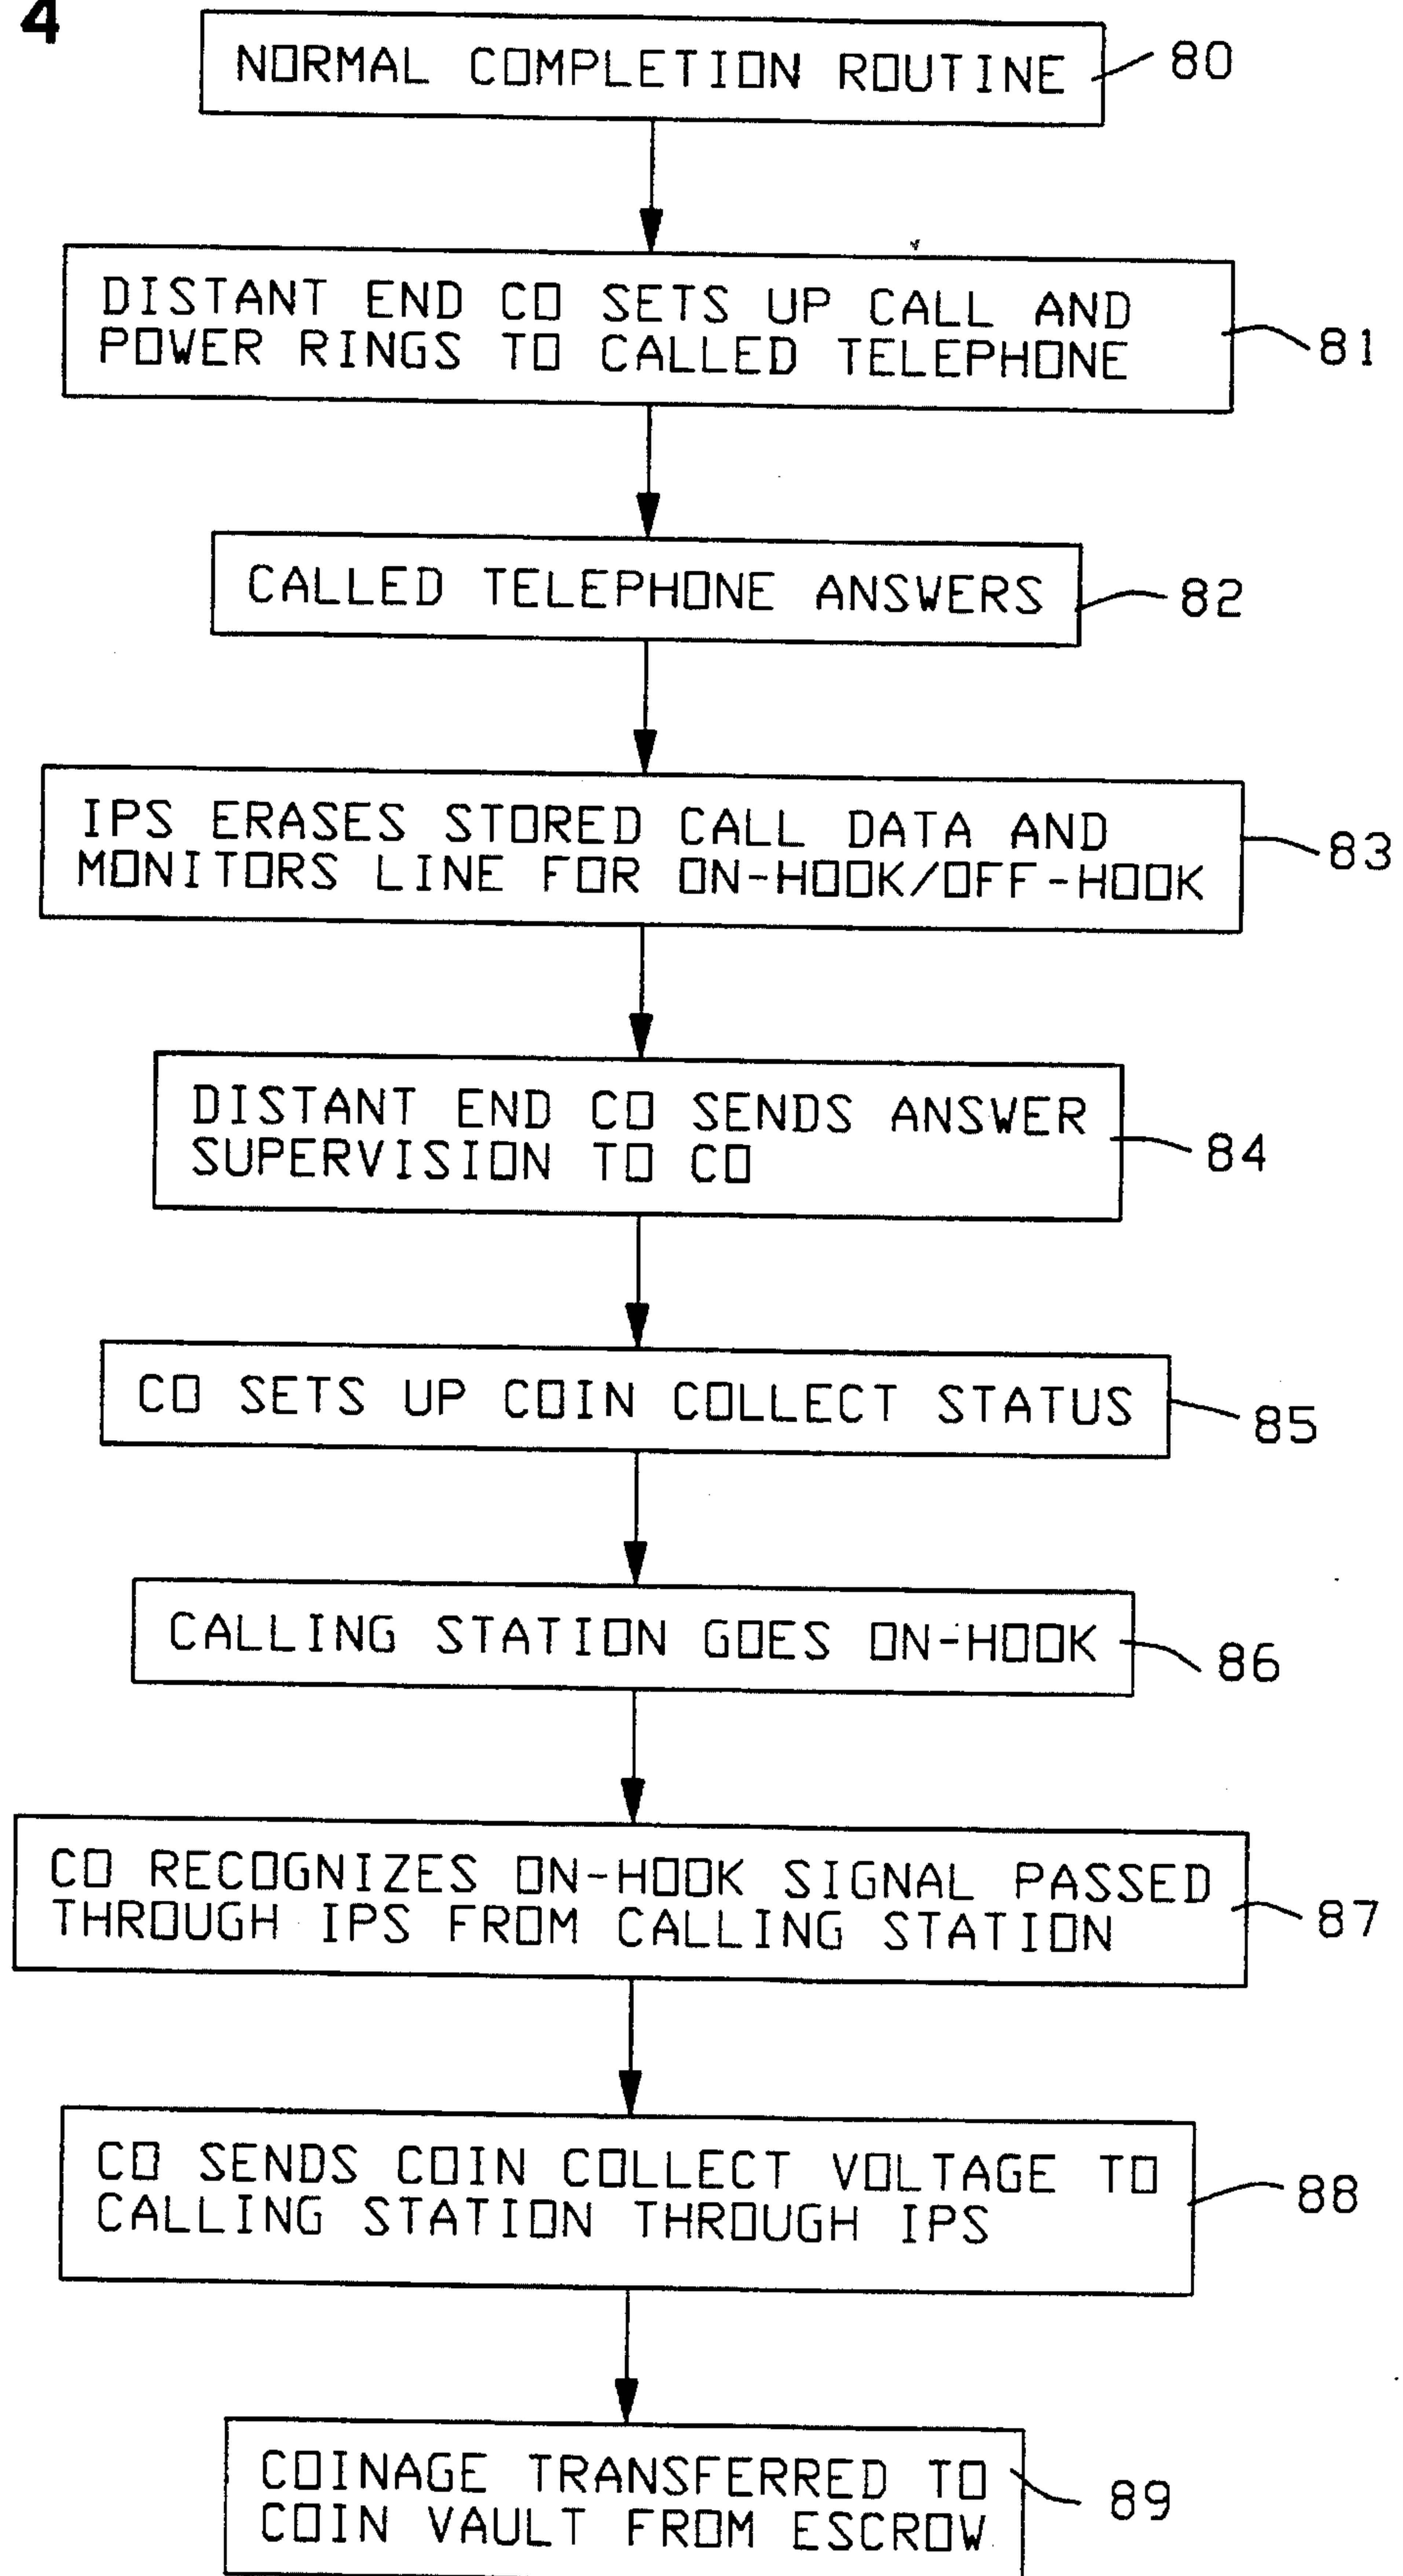 4
NORMAL COMPLETION ROUTINE
80
DISTANT END CO SETS UP CALL AND
POWER RINGS TO CALLED TELEPHONE
81
CALLED TELEPHONE ANSWERS
82
IPS ERASES STORED CALL DATA AND
MONITORS LINE FOR ON-HOOK/OFF-HOOK
83
DISTANT END CO SENDS ANSWER
SUPERVISION TO CO
84
CO SETS UP COIN COLLECT STATUS
85
CALLING STATION GOES ON-HOOK
86
CO RECOGNIZES ON-HOOK SIGNAL PASSED
THROUGH IPS FROM CALLING STATION
87
CO SENDS COIN COLLECT VOLTAGE TO
CALLING STATION THROUGH IPS
88
COINAGE TRANSFERRED TO
COIN VAULT FROM ESCROW
89